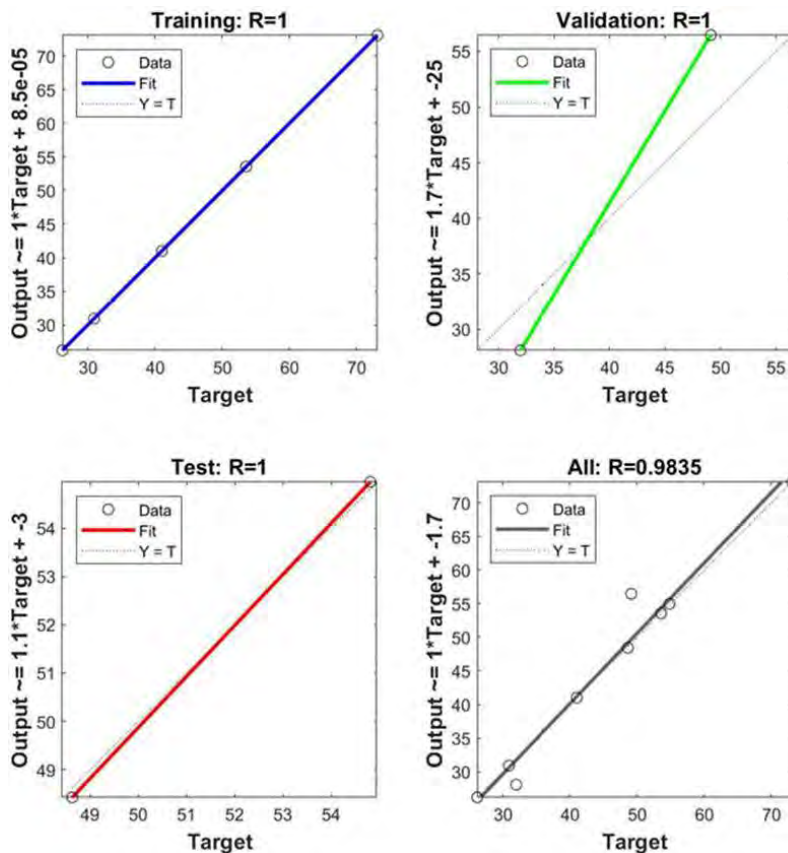 Training: R=1
Output ~= 1*Target + 8.5e-05
70
65
60
55
50
45
40
35
30
Data
Fit
Y = T
30
40
50
60
70
Target
Validation: R=1
Output ~= 1.7*Target + -25
55
50
45
40
35
30
Data
Fit
Y = T
30
35
40
45
50
55
Target
Test: R=1
Output ~= 1.1*Target + -3
54
53
52
51
50
49
Data
Fit
Y = T
49
50
51
52
53
54
Target
All: R=0.9835
Output ~= 1*Target + -1.7
70
65
60
55
50
45
40
35
30
Data
Fit
Y = T
30
40
50
60
70
Target